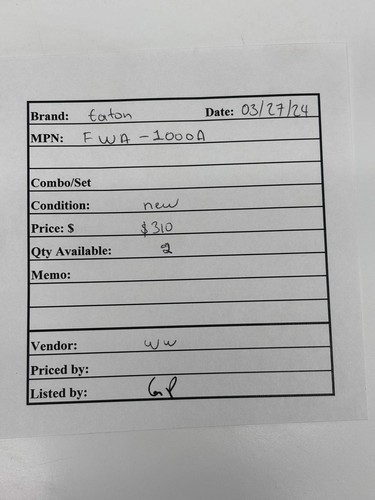 Brand: Eaton Date: 03/27/24
MPN: FWA-1000A
Combo/Set
Condition: new
Price: $ $310
Qty Available: 2
Memo:
Vendor: WW
Priced by:
Listed by: GP